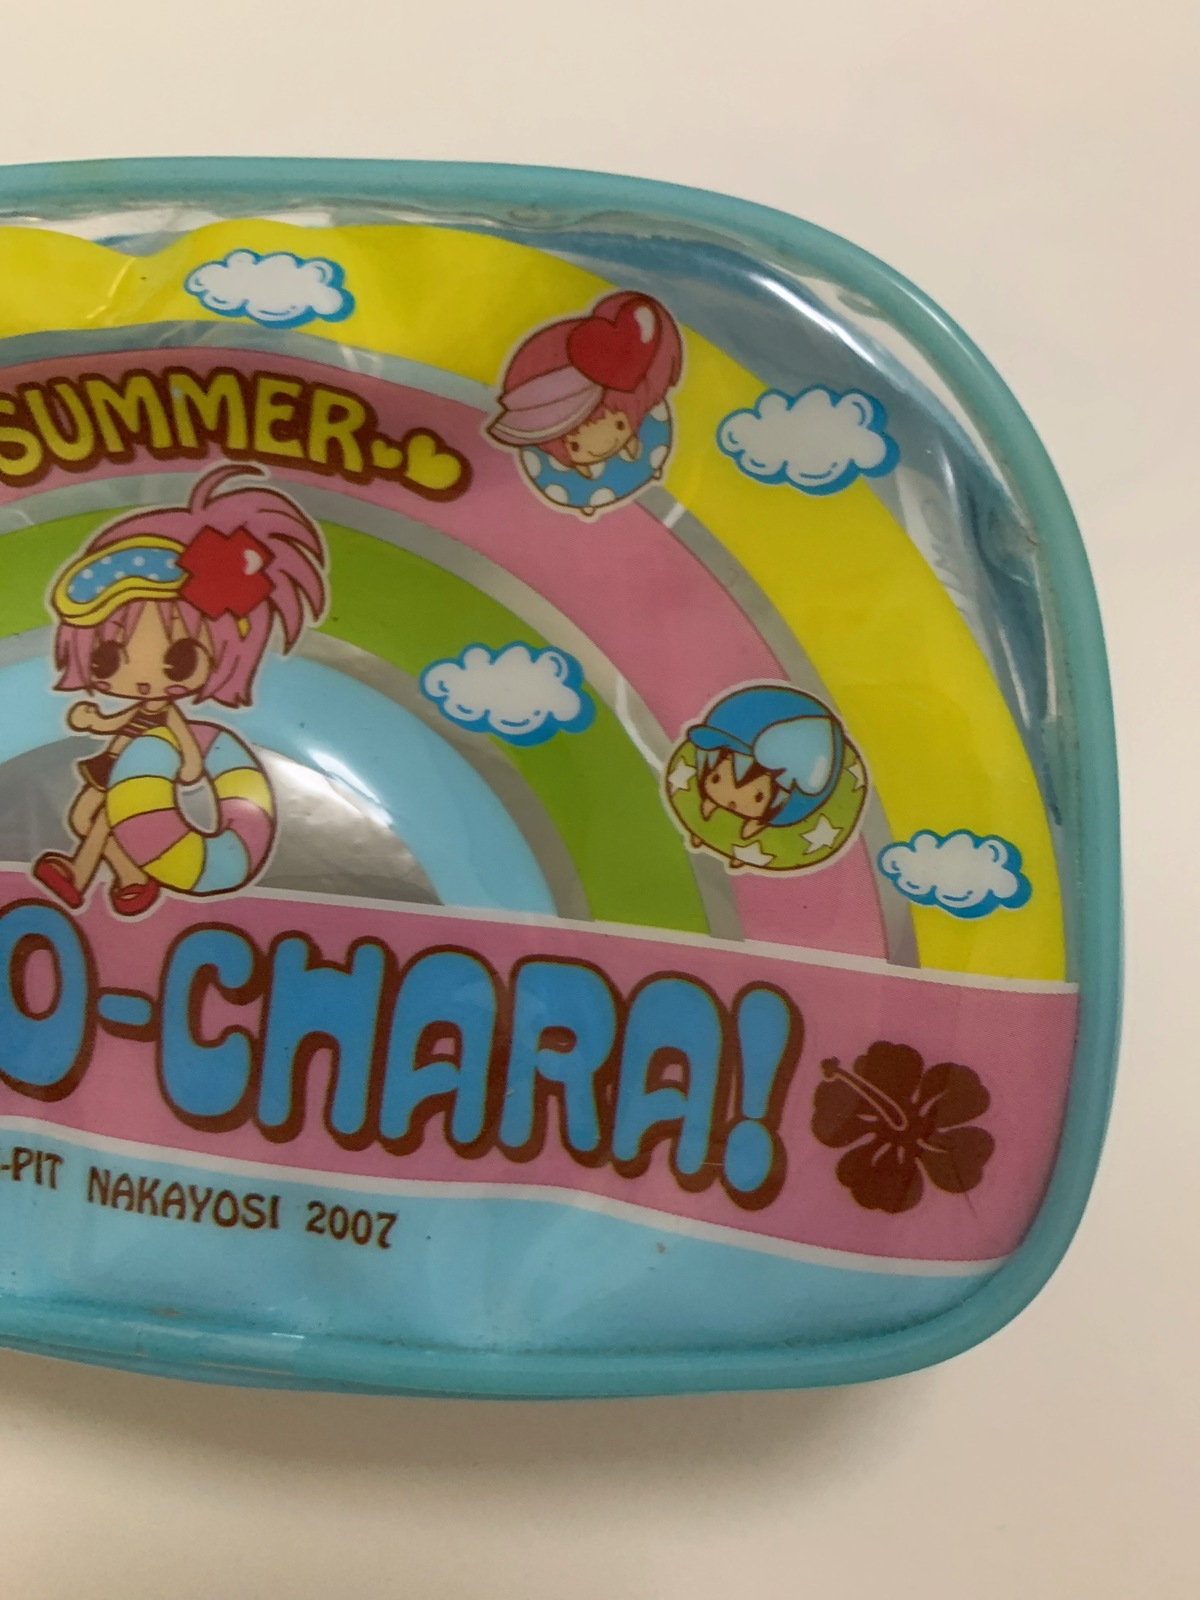 SUMMER
O-CHARA!
-PIT NAKAYOSI 2007